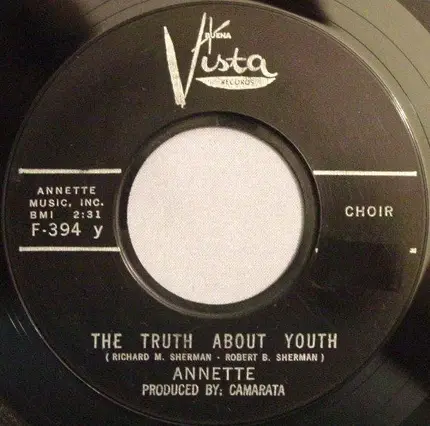 BUENA
Vista
RECORDS
ANNETTE
MUSIC, INC.
BMI 2:31
F-394 y
CHOIR
THE TRUTH ABOUT YOUTH
( RICHARD M. SHERMAN - ROBERT B. SHERMAN )
ANNETTE
PRODUCED BY: CAMARATA